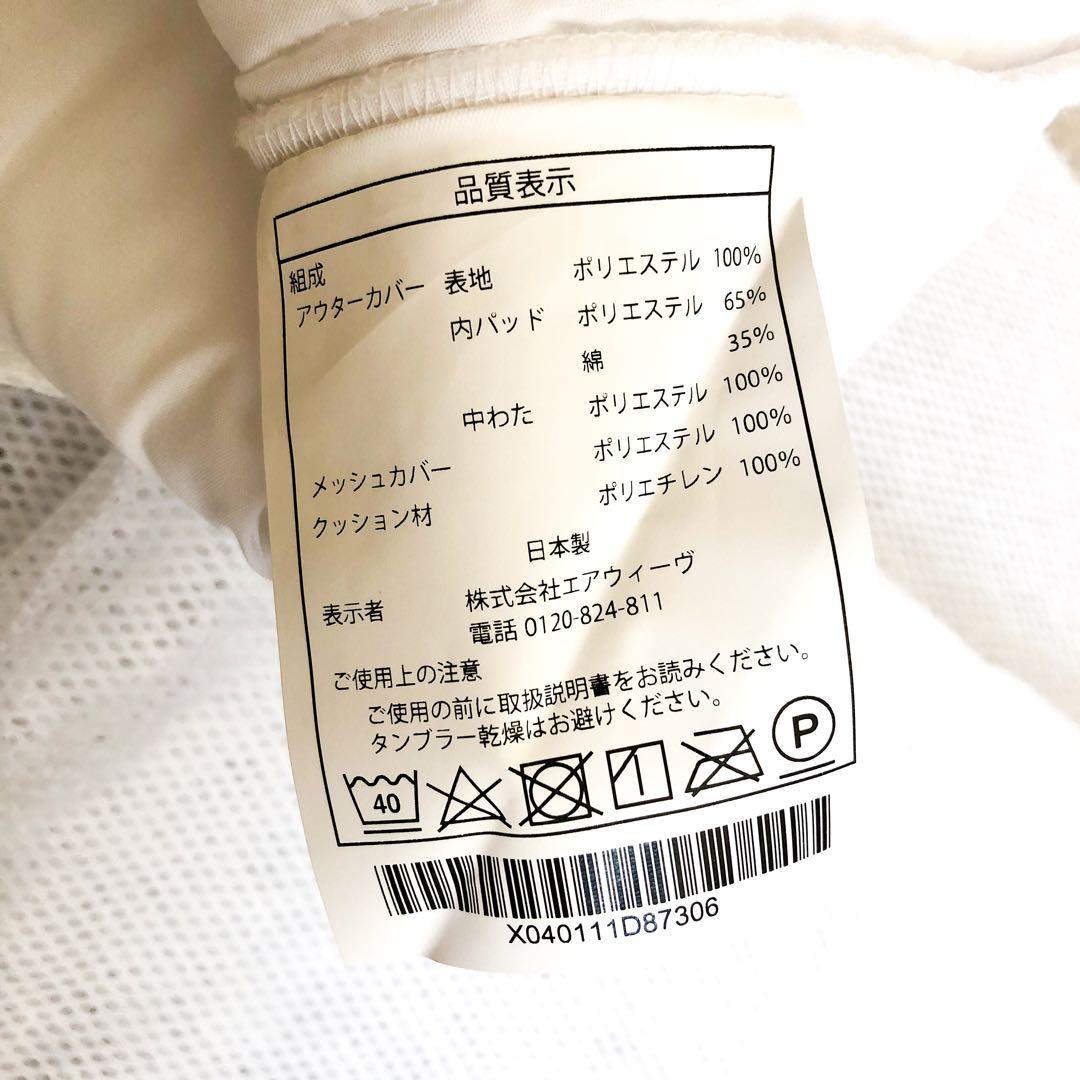 品質表示
組成
アウターカバー 表地 ポリエステル 100%
内パッド ポリエステル 65%
綿 35%
中わた ポリエステル 100%
メッシュカバー ポリエステル 100%
クッション材 ポリエチレン 100%
日本製
表示者 株式会社エアウィーヴ
電話 0120-824-811
ご使用上の注意
ご使用の前に取扱説明書をお読みください。
タンブラー乾燥はお避けください。
40
P
X040111D87306